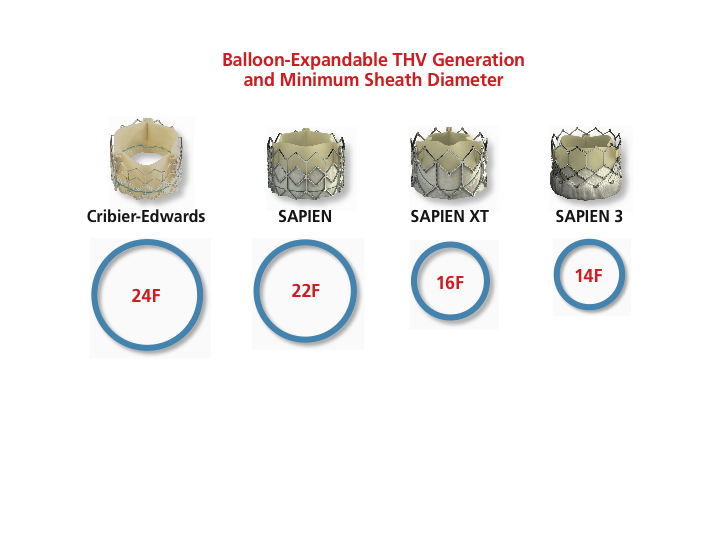 Balloon-Expandable THV Generation
and Minimum Sheath Diameter
Cribier-Edwards
SAPIEN
SAPIEN XT
SAPIEN 3
24F
22F
16F
14F